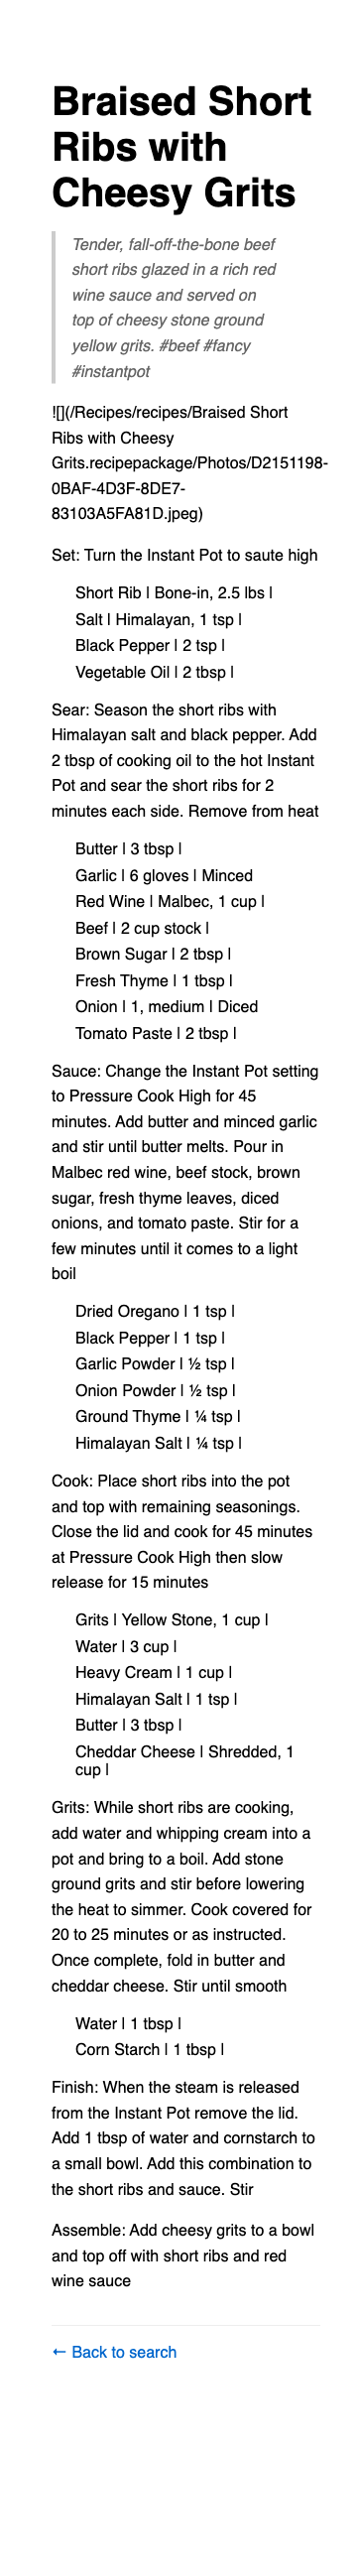 Braised Short
Ribs with
Cheesy Grits
Tender, fall-off-the-bone beef
short ribs glazed in a rich red
wine sauce and served on
top of cheesy stone ground
yellow grits. #beef #fancy
#instantpot
![](/Recipes/recipes/Braised Short
Ribs with Cheesy
Grits.recipepackage/Photos/D2151198-
0BAF-4D3F-8DE7-
83103A5FA81D.jpeg)
Set: Turn the Instant Pot to saute high
Short Rib | Bone-in, 2.5 lbs |
Salt | Himalayan, 1 tsp |
Black Pepper | 2 tsp |
Vegetable Oil | 2 tbsp |
Sear: Season the short ribs with
Himalayan salt and black pepper. Add
2 tbsp of cooking oil to the hot Instant
Pot and sear the short ribs for 2
minutes each side. Remove from heat
Butter | 3 tbsp |
Garlic | 6 gloves | Minced
Red Wine | Malbec, 1 cup |
Beef | 2 cup stock |
Brown Sugar | 2 tbsp |
Fresh Thyme | 1 tbsp |
Onion | 1, medium | Diced
Tomato Paste | 2 tbsp |
Sauce: Change the Instant Pot setting
to Pressure Cook High for 45
minutes. Add butter and minced garlic
and stir until butter melts. Pour in
Malbec red wine, beef stock, brown
sugar, fresh thyme leaves, diced
onions, and tomato paste. Stir for a
few minutes until it comes to a light
boil
Dried Oregano | 1 tsp |
Black Pepper | 1 tsp |
Garlic Powder | ½ tsp |
Onion Powder | ½ tsp |
Ground Thyme | ¼ tsp |
Himalayan Salt | ¼ tsp |
Cook: Place short ribs into the pot
and top with remaining seasonings.
Close the lid and cook for 45 minutes
at Pressure Cook High then slow
release for 15 minutes
Grits | Yellow Stone, 1 cup |
Water | 3 cup |
Heavy Cream | 1 cup |
Himalayan Salt | 1 tsp |
Butter | 3 tbsp |
Cheddar Cheese | Shredded, 1
cup |
Grits: While short ribs are cooking,
add water and whipping cream into a
pot and bring to a boil. Add stone
ground grits and stir before lowering
the heat to simmer. Cook covered for
20 to 25 minutes or as instructed.
Once complete, fold in butter and
cheddar cheese. Stir until smooth
Water | 1 tbsp |
Corn Starch | 1 tbsp |
Finish: When the steam is released
from the Instant Pot remove the lid.
Add 1 tbsp of water and cornstarch to
a small bowl. Add this combination to
the short ribs and sauce. Stir
Assemble: Add cheesy grits to a bowl
and top off with short ribs and red
wine sauce
← Back to search